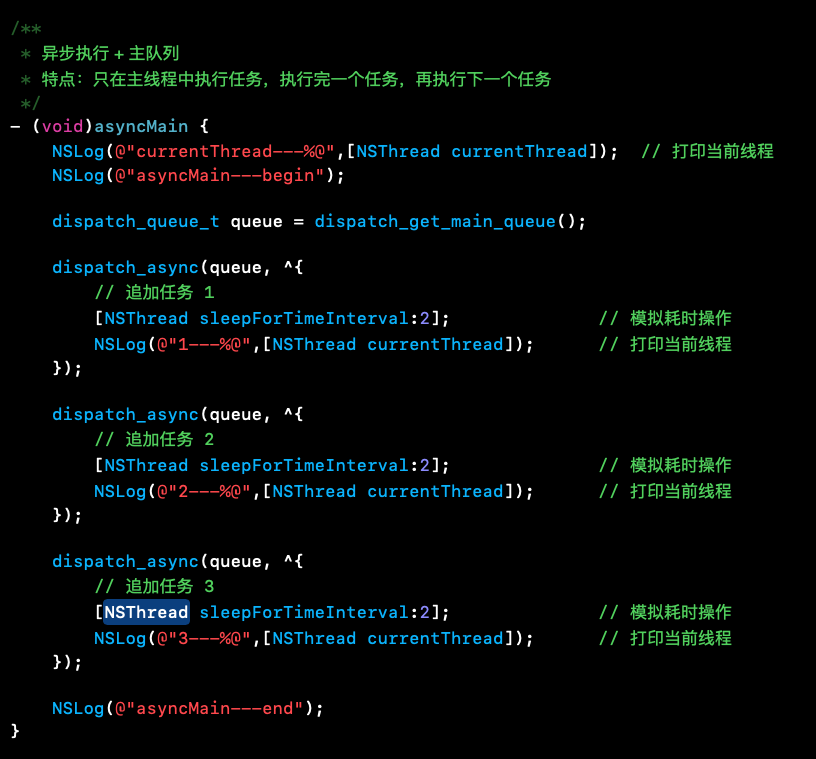 /**
 * 异步执行 + 主队列
 * 特点：只在主线程中执行任务，执行完一个任务，再执行下一个任务
 */
- (void)asyncMain {
    NSLog(@"currentThread---%@",[NSThread currentThread]);  // 打印当前线程
    NSLog(@"asyncMain---begin");

    dispatch_queue_t queue = dispatch_get_main_queue();

    dispatch_async(queue, ^{
        // 追加任务 1
        [NSThread sleepForTimeInterval:2];              // 模拟耗时操作
        NSLog(@"1---%@",[NSThread currentThread]);      // 打印当前线程
    });

    dispatch_async(queue, ^{
        // 追加任务 2
        [NSThread sleepForTimeInterval:2];              // 模拟耗时操作
        NSLog(@"2---%@",[NSThread currentThread]);      // 打印当前线程
    });

    dispatch_async(queue, ^{
        // 追加任务 3
        [NSThread sleepForTimeInterval:2];              // 模拟耗时操作
        NSLog(@"3---%@",[NSThread currentThread]);      // 打印当前线程
    });

    NSLog(@"asyncMain---end");
}